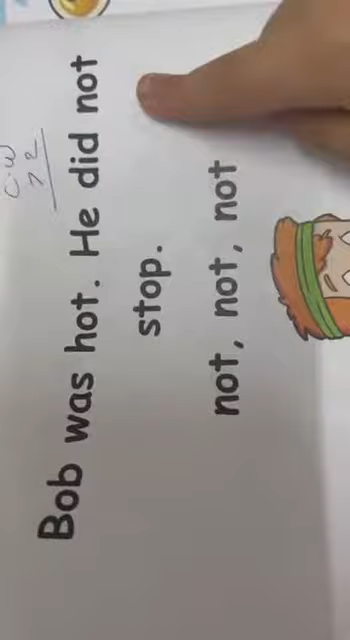 Bob was hot. He did not
stop.
not, not, not